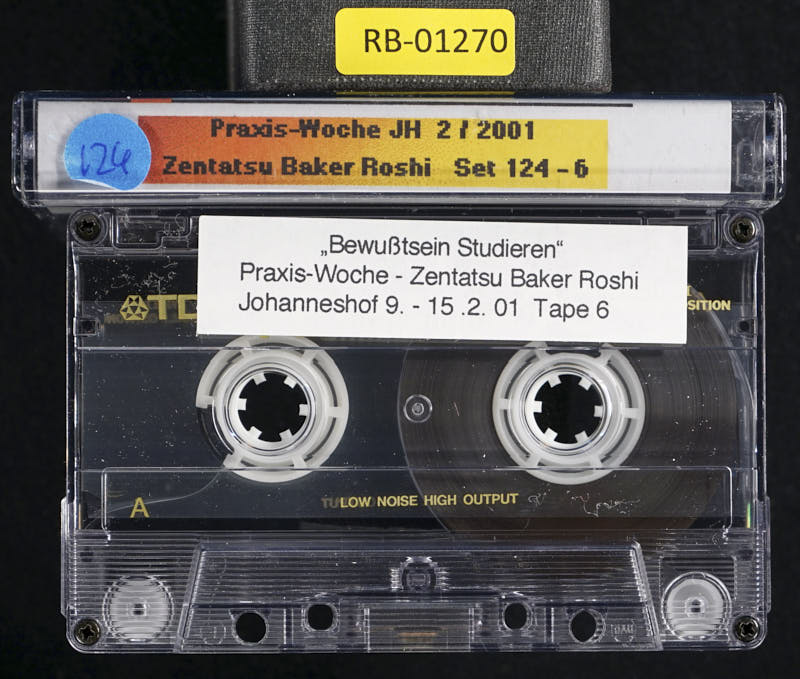 RB-01270
124
Praxis-Woche JH 2 / 2001
Zentatsu Baker Roshi Set 124 - 6
„Bewußtsein Studieren“
Praxis-Woche - Zentatsu Baker Roshi
Johanneshof 9. - 15 .2. 01 Tape 6
A
LOW NOISE HIGH OUTPUT